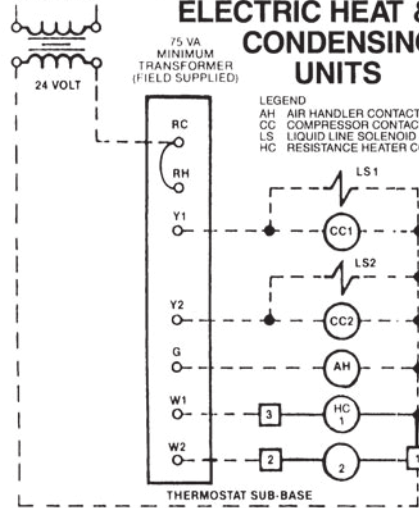 ELECTRIC HEAT &
CONDENSING
UNITS
75 VA
MINIMUM
TRANSFORMER
(FIELD SUPPLIED)
24 VOLT
LEGEND
AH AIR HANDLER CONTACT
CC COMPRESSOR CONTAC
LS LIQUID LINE SOLENOID
HC RESISTANCE HEATER CO
RC
RH
LS1
Y1
CC1
LS2
Y2
CC2
G
AH
W1
3
HC
1
W2
2
2
1
THERMOSTAT SUB-BASE